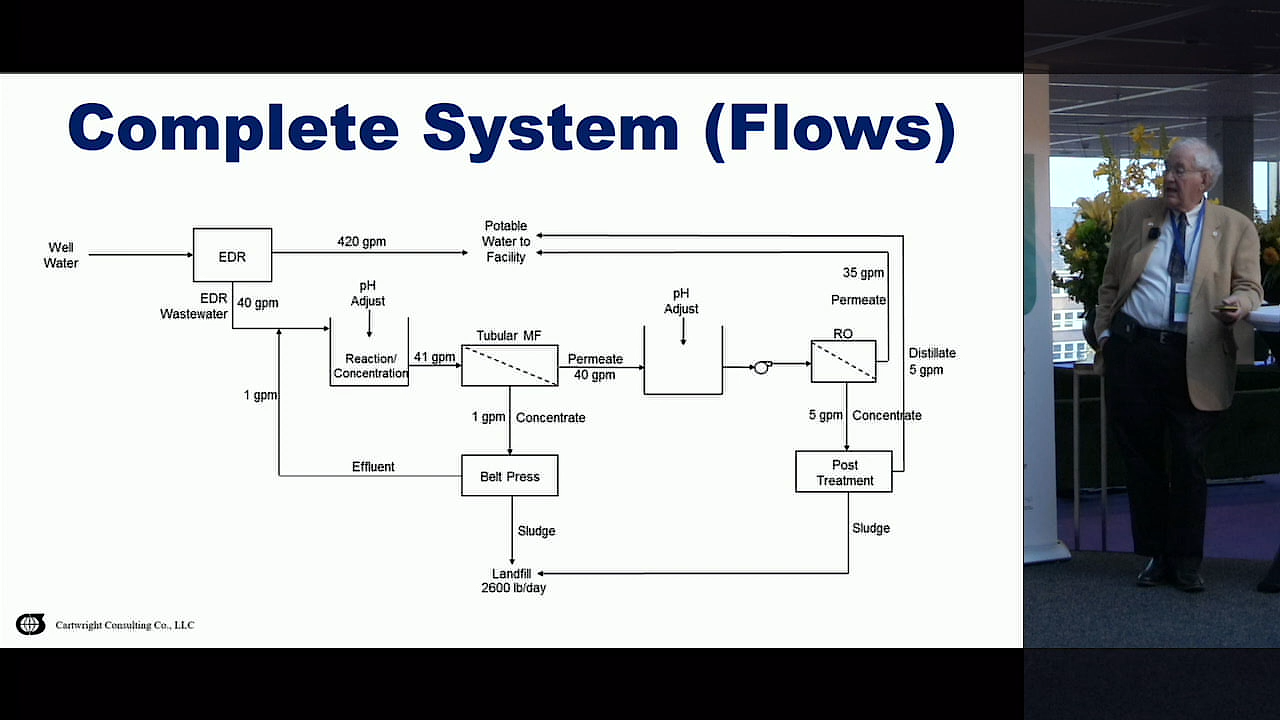 Complete System (Flows)
Well
Water
EDR
420 gpm
Potable
Water to
Facility
EDR
Wastewater
40 gpm
pH
Adjust
Reaction/
Concentration
41 gpm
Tubular MF
Permeate
40 gpm
pH
Adjust
RO
35 gpm
Permeate
Distillate
5 gpm
1 gpm
1 gpm
Concentrate
5 gpm
Concentrate
Effluent
Belt Press
Post
Treatment
Sludge
Sludge
Landfill
2600 lb/day
Cartwright Consulting Co., LLC